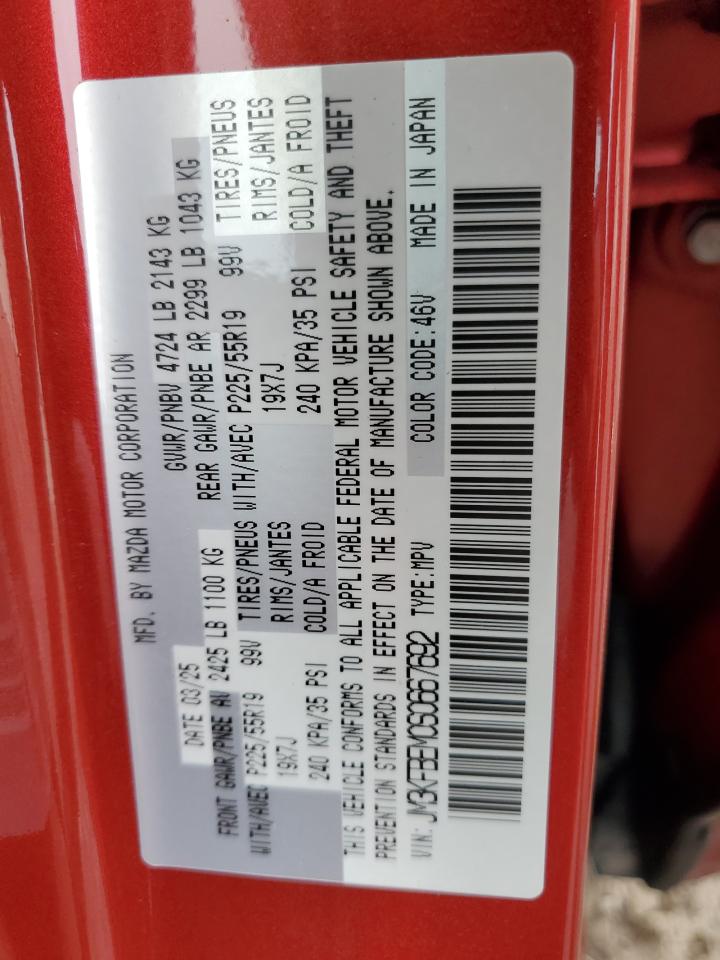 MFD. BY MAZDA MOTOR CORPORATION
DATE 03/25 GVWR/PNBV 4724 LB 2143 KG
FRONT GAWR/PNBE AV 2425 LB 1100 KG REAR GAWR/PNBE AR 2299 LB 1043 KG
WITH/AVEC P225/55R19 99V TIRES/PNEUS WITH/AVEC P225/55R19 99V TIRES/PNEUS
19X7J RIMS/JANTES 19X7J RIMS/JANTES
240 KPA/35 PSI COLD/A FROID 240 KPA/35 PSI COLD/A FROID
THIS VEHICLE CONFORMS TO ALL APPLICABLE FEDERAL MOTOR VEHICLE SAFETY AND THEFT
PREVENTION STANDARDS IN EFFECT ON THE DATE OF MANUFACTURE SHOWN ABOVE.
VIN: JM3KFBEM0S0667692 TYPE:MPV COLOR CODE:46V MADE IN JAPAN